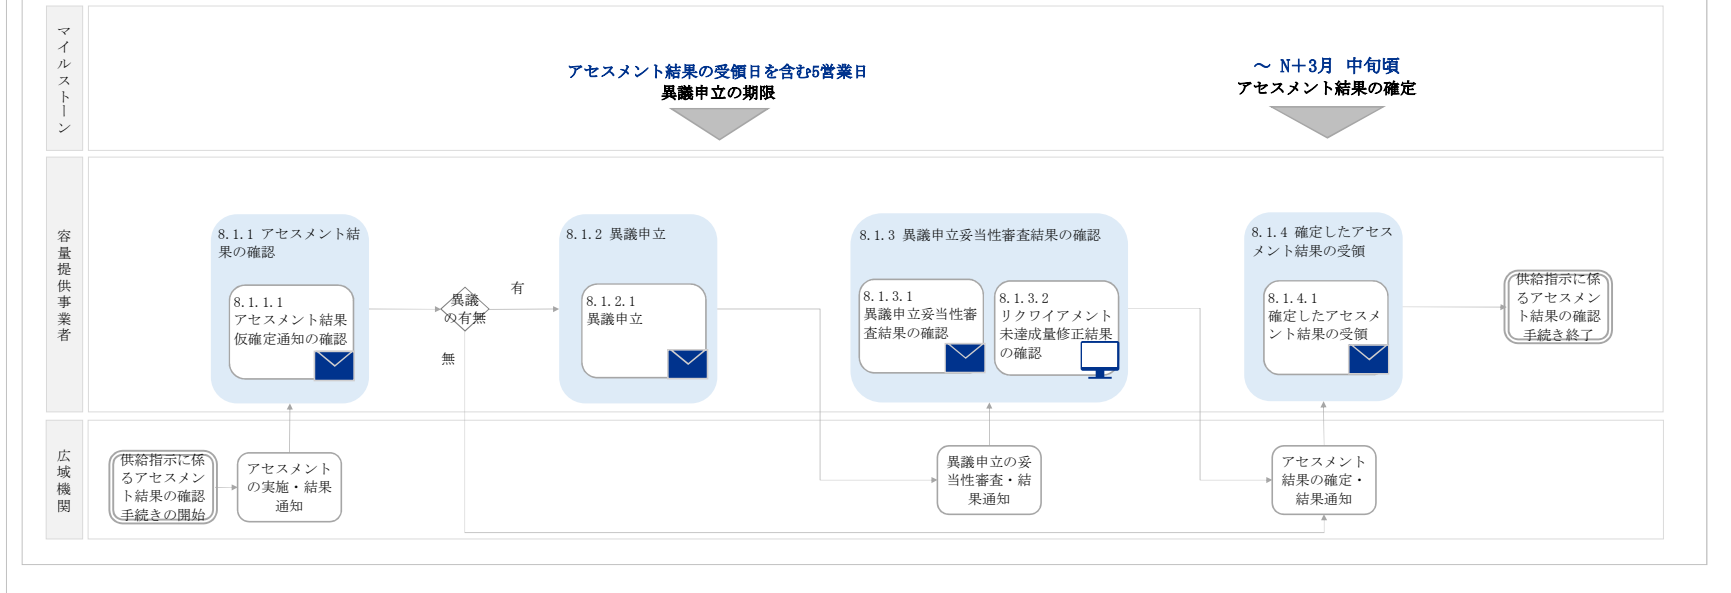 マイルストーン
アセスメント結果の受領日を含む5営業日
異議申立の期限
～ N＋3月 中旬頃
アセスメント結果の確定
容量提供事業者
8.1.1 アセスメント結
果の確認
8.1.1.1
アセスメント結果
仮確定通知の確認
異議
の有無
有
無
8.1.2 異議申立
8.1.2.1
異議申立
8.1.3 異議申立妥当性審査結果の確認
8.1.3.1
異議申立妥当性審
査結果の確認
8.1.3.2
リクワイアメント
未達成量修正結果
の確認
8.1.4 確定したアセス
メント結果の受領
8.1.4.1
確定したアセスメ
ント結果の受領
供給指示に係
るアセスメン
ト結果の確認
手続き終了
広域機関
供給指示に係
るアセスメン
ト結果の確認
手続きの開始
アセスメント
の実施・結果
通知
異議申立の妥
当性審査・結
果通知
アセスメント
結果の確定・
結果通知